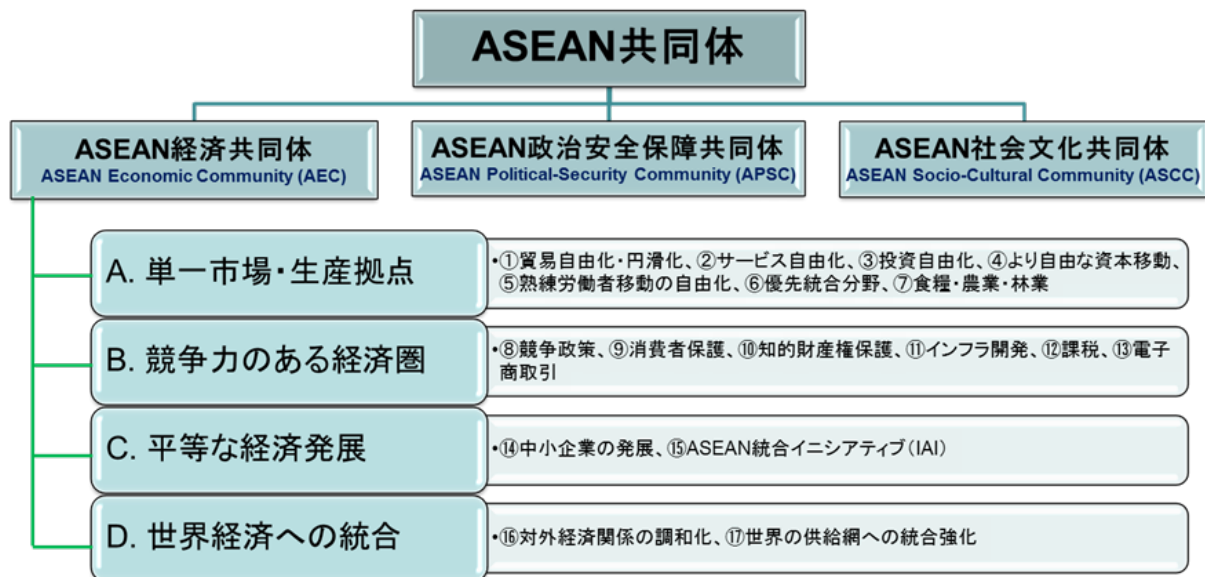 ASEAN共同体
ASEAN経済共同体
ASEAN Economic Community (AEC)
ASEAN政治安全保障共同体
ASEAN Political-Security Community (APSC)
ASEAN社会文化共同体
ASEAN Socio-Cultural Community (ASCC)
A. 単一市場・生産拠点
•①貿易自由化・円滑化、②サービス自由化、③投資自由化、④より自由な資本移動、
⑤熟練労働者移動の自由化、⑥優先統合分野、⑦食糧・農業・林業
B. 競争力のある経済圏
•⑧競争政策、⑨消費者保護、⑩知的財産権保護、⑪インフラ開発、⑫課税、⑬電子
商取引
C. 平等な経済発展
•⑭中小企業の発展、⑮ASEAN統合イニシアティブ(IAI)
D. 世界経済への統合
•⑯対外経済関係の調和化、⑰世界の供給網への統合強化